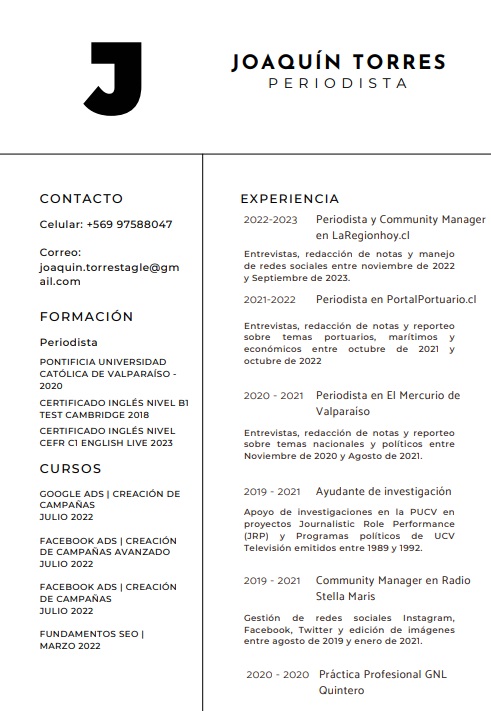 J
JOAQUÍN TORRES
PERIODISTA
CONTACTO
Celular: +569 97588047
Correo:
joaquin.torrestagle@gm
ail.com
FORMACIÓN
Periodista
PONTIFICIA UNIVERSIDAD
CATÓLICA DE VALPARAÍSO -
2020
CERTIFICADO INGLÉS NIVEL B1
TEST CAMBRIDGE 2018
CERTIFICADO INGLÉS NIVEL
CEFR C1 ENGLISH LIVE 2023
CURSOS
GOOGLE ADS | CREACIÓN DE
CAMPAÑAS
JULIO 2022
FACEBOOK ADS | CREACIÓN
DE CAMPAÑAS AVANZADO
JULIO 2022
FACEBOOK ADS | CREACIÓN
DE CAMPAÑAS
JULIO 2022
FUNDAMENTOS SEO |
MARZO 2022
EXPERIENCIA
2022-2023 Periodista y Community Manager
en LaRegionhoy.cl
Entrevistas, redacción de notas y manejo
de redes sociales entre noviembre de 2022
y Septiembre de 2023.
2021-2022 Periodista en PortalPortuario.cl
Entrevistas, redacción de notas y reporteo
sobre temas portuarios, marítimos y
económicos entre octubre de 2021 y
octubre de 2022
2020 - 2021 Periodista en El Mercurio de
Valparaíso
Entrevistas, redacción de notas y reporteo
sobre temas nacionales y políticos entre
Noviembre de 2020 y Agosto de 2021.
2019 - 2021 Ayudante de investigación
Apoyo de investigaciones en la PUCV en
proyectos Journalistic Role Performance
(JRP) y Programas políticos de UCV
Televisión emitidos entre 1989 y 1992.
2019 - 2021 Community Manager en Radio
Stella Maris
Gestión de redes sociales Instagram,
Facebook, Twitter y edición de imágenes
entre agosto de 2019 y enero de 2021.
2020 - 2020 Práctica Profesional GNL
Quintero